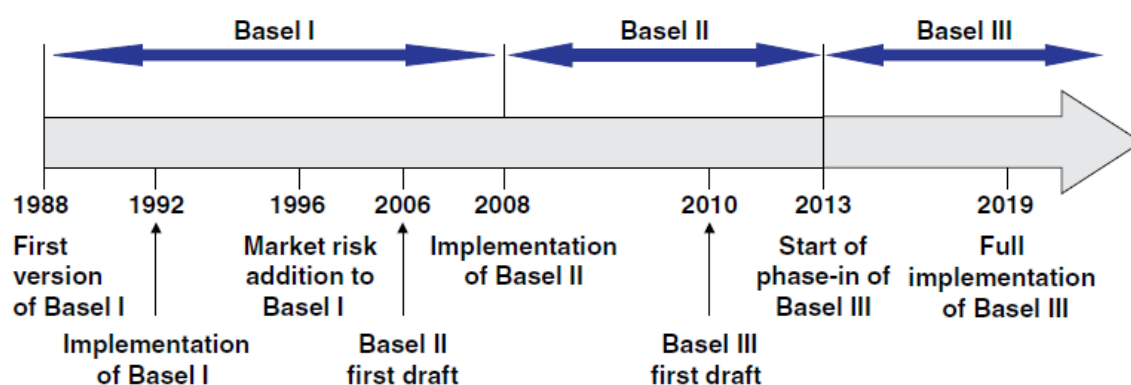 Basel I
Basel II
Basel III
1988
1992
1996
2006
2008
2010
2013
2019
First
version
of Basel I
Market risk
addition to
Basel I
Implementation
of Basel II
Start of
phase-in of
Basel III
Full
implementation
of Basel III
Implementation
of Basel I
Basel II
first draft
Basel III
first draft